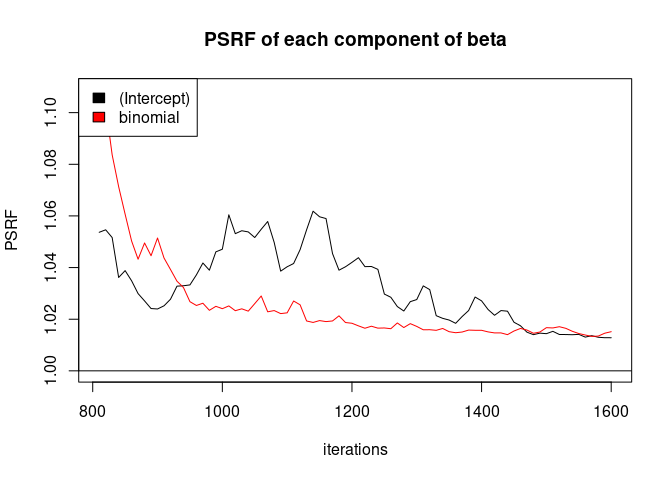 PSRF of each component of beta
(Intercept)
binomial
PSRF
1.10
1.08
1.06
1.04
1.02
1.00
800 1000 1200 1400 1600
iterations